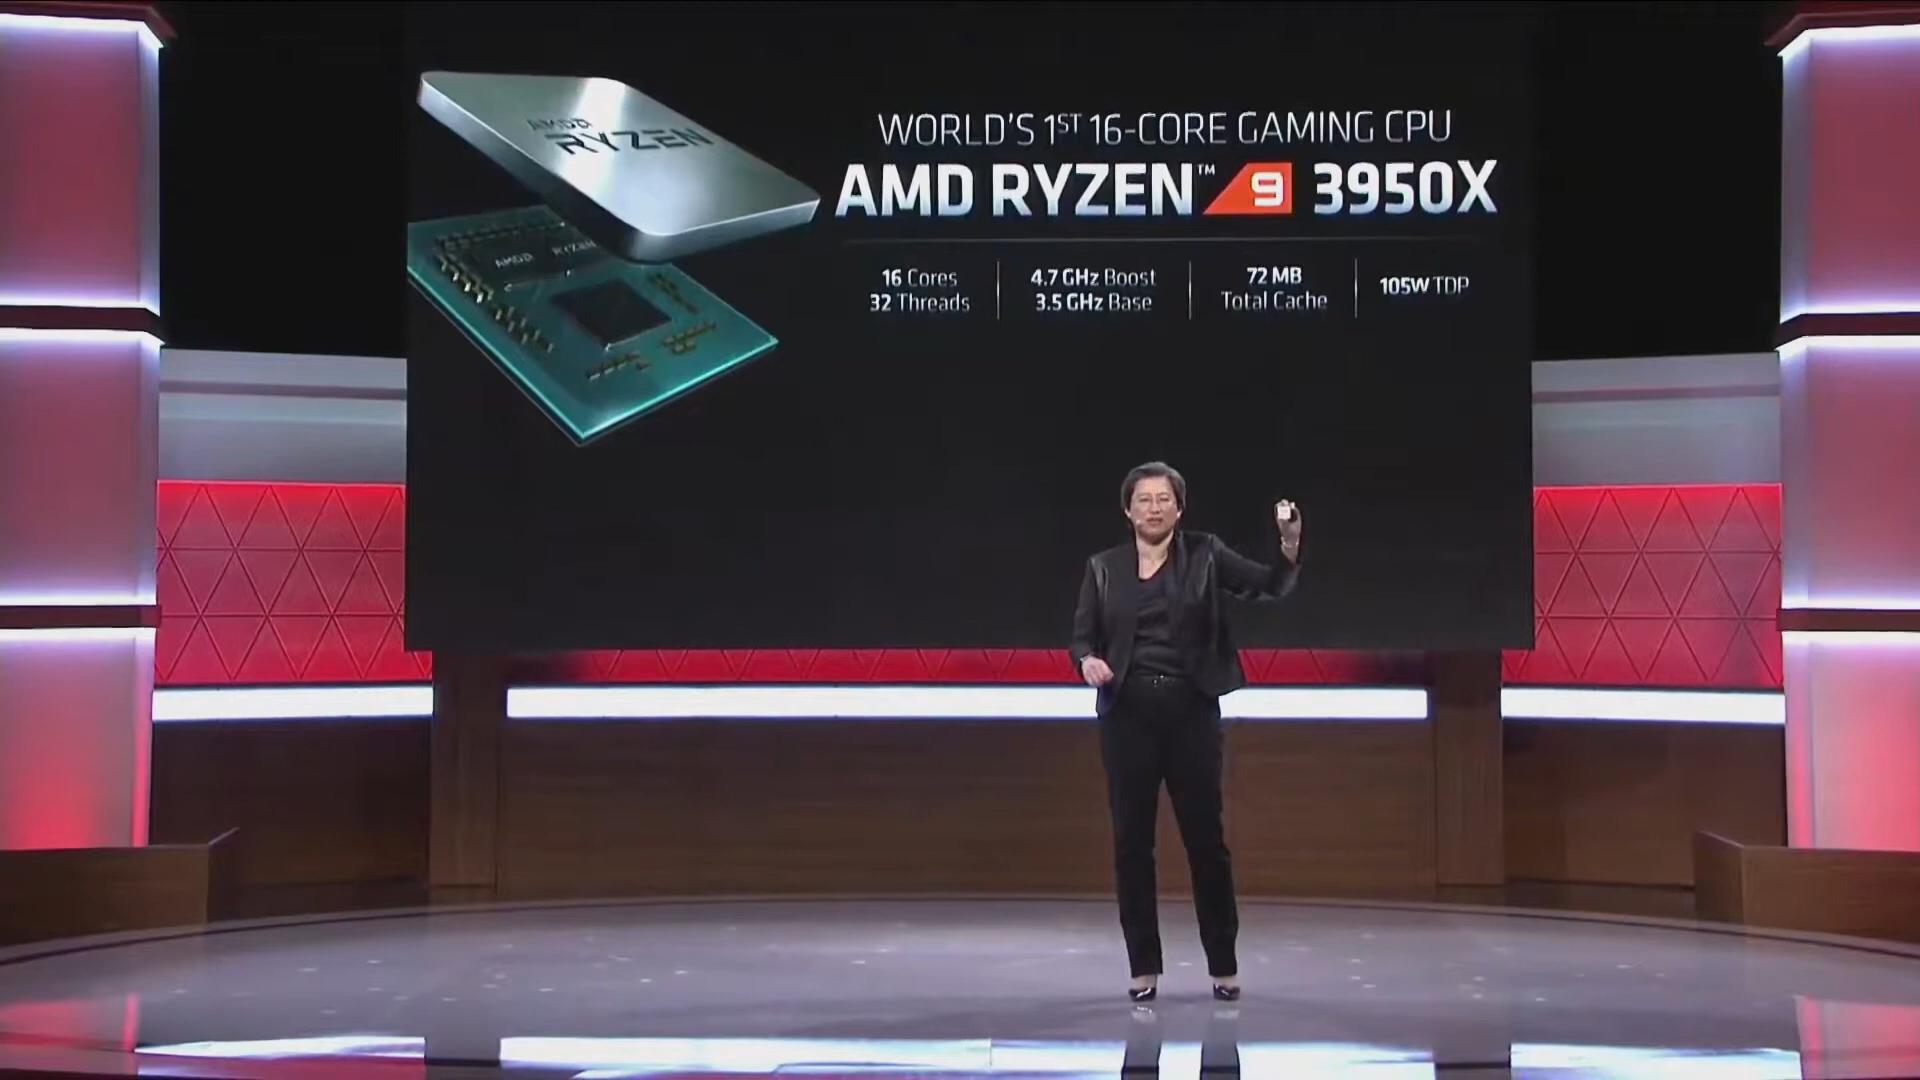 AMD
RYZEN
AMD RYZEN
WORLD'S 1ST 16-CORE GAMING CPU
AMD RYZEN™ 9 3950X
16 Cores
32 Threads
4.7 GHz Boost
3.5 GHz Base
72 MB
Total Cache
105W TDP